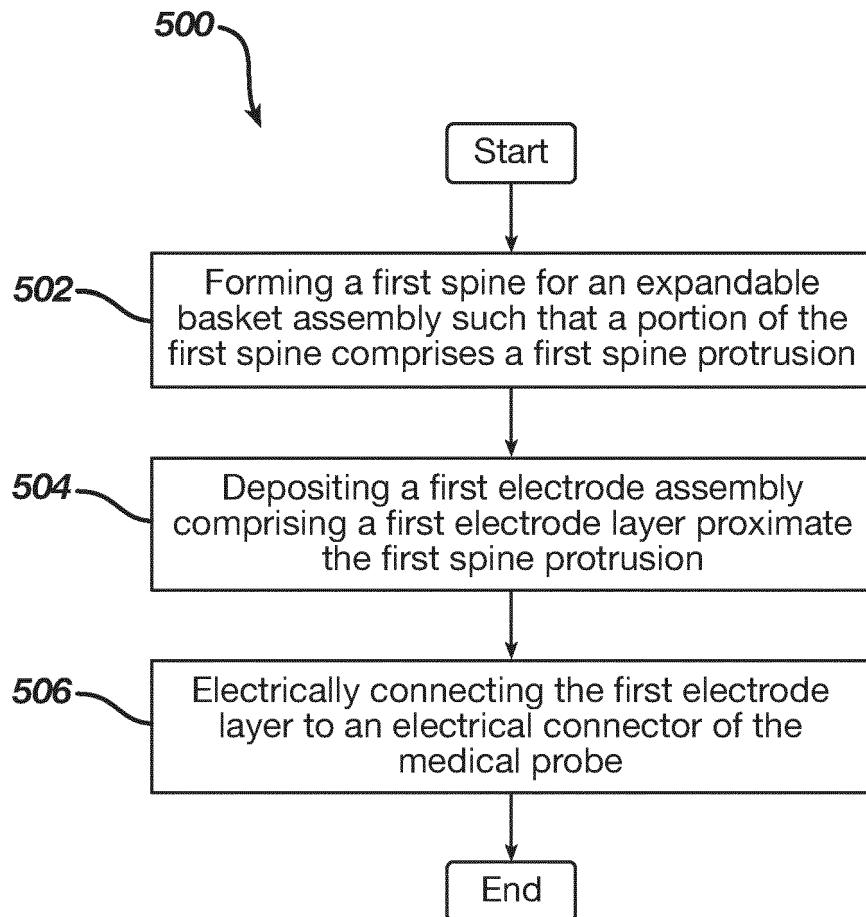 500
Start
502
Forming a first spine for an expandable
basket assembly such that a portion of the
first spine comprises a first spine protrusion
504
Depositing a first electrode assembly
comprising a first electrode layer proximate
the first spine protrusion
506
Electrically connecting the first electrode
layer to an electrical connector of the
medical probe
End